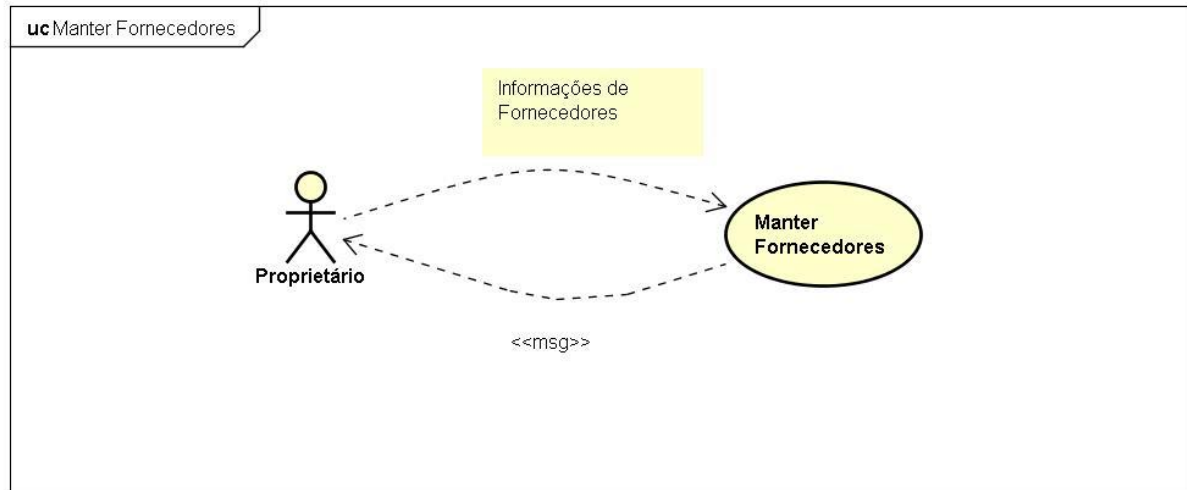 uc Manter Fornecedores
Informações de
Fornecedores
Manter
Fornecedores
Proprietário
<<msg>>